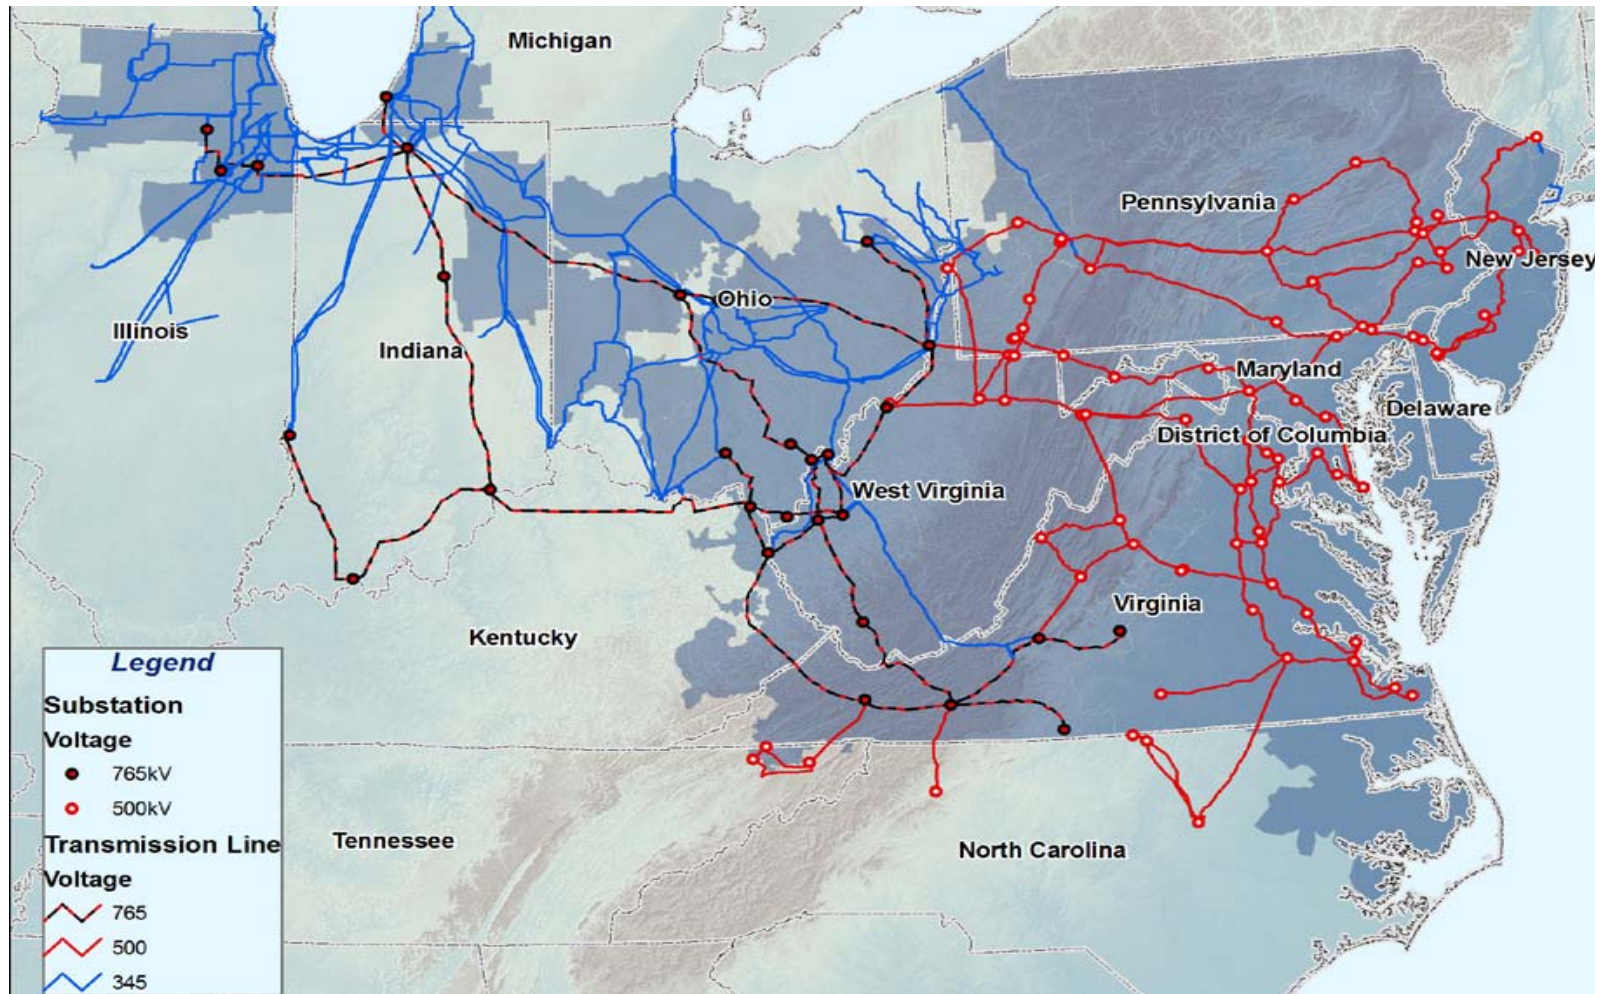 Michigan
Pennsylvania
New Jersey
Ohio
Illinois
Indiana
Maryland
Delaware
District of Columbia
West Virginia
Virginia
Kentucky
Tennessee
North Carolina
Legend
Substation
Voltage
765kV
500kV
Transmission Line
Voltage
765
500
345